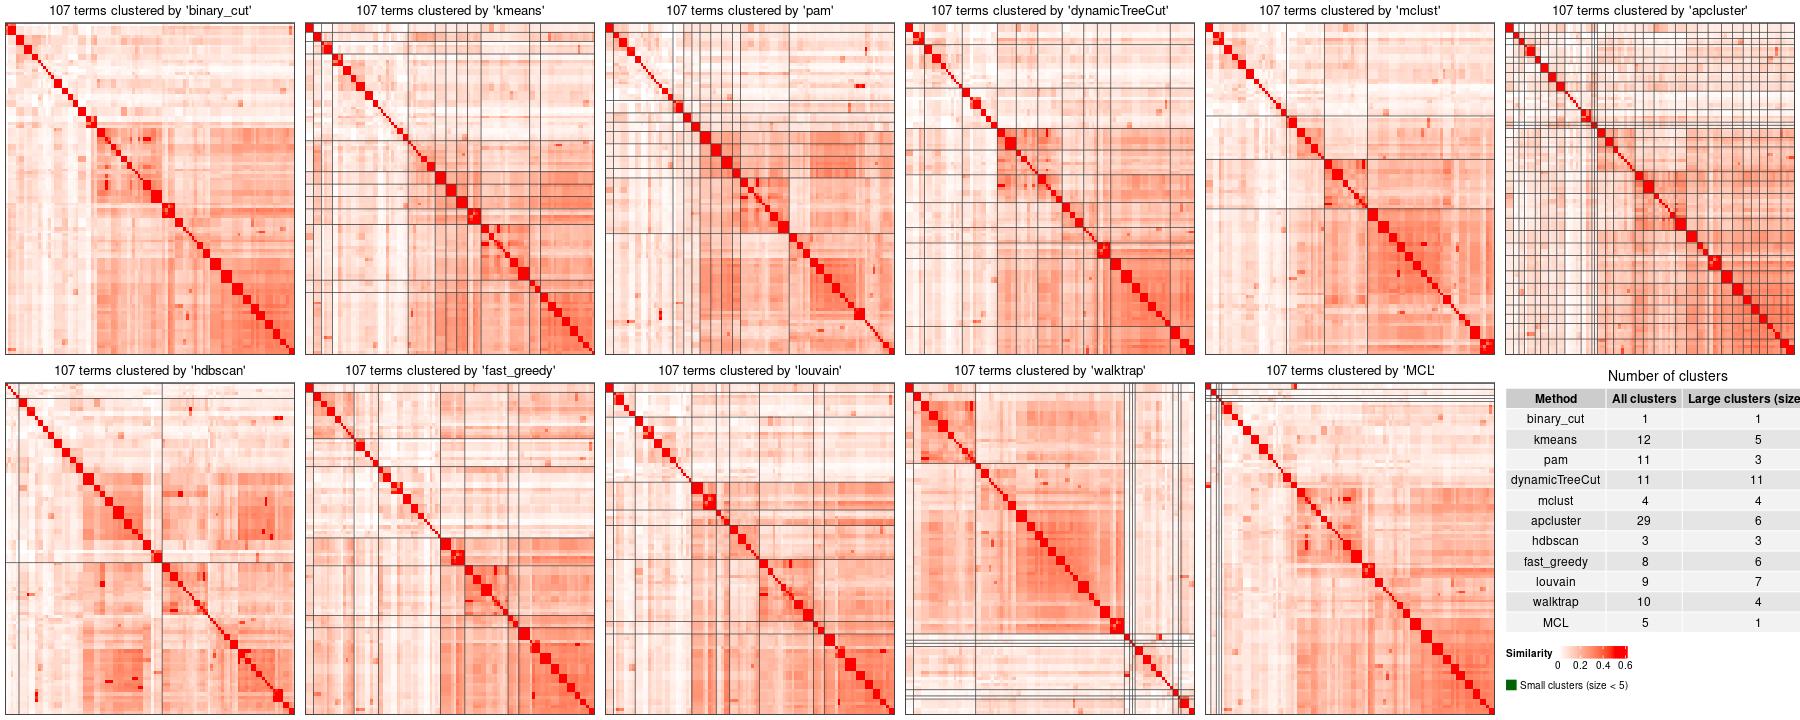 107 terms clustered by 'binary_cut'
107 terms clustered by 'kmeans'
107 terms clustered by 'pam'
107 terms clustered by 'dynamicTreeCut'
107 terms clustered by 'mclust'
107 terms clustered by 'apcluster'
107 terms clustered by 'hdbscan'
107 terms clustered by 'fast_greedy'
107 terms clustered by 'louvain'
107 terms clustered by 'walktrap'
107 terms clustered by 'MCL'
Number of clusters
Method All clusters Large clusters (size
binary_cut 1 1
kmeans 12 5
pam 11 3
dynamicTreeCut 11 11
mclust 4 4
apcluster 29 6
hdbscan 3 3
fast_greedy 8 6
louvain 9 7
walktrap 10 4
MCL 5 1
Similarity
0 0.2 0.4 0.6
Small clusters (size < 5)